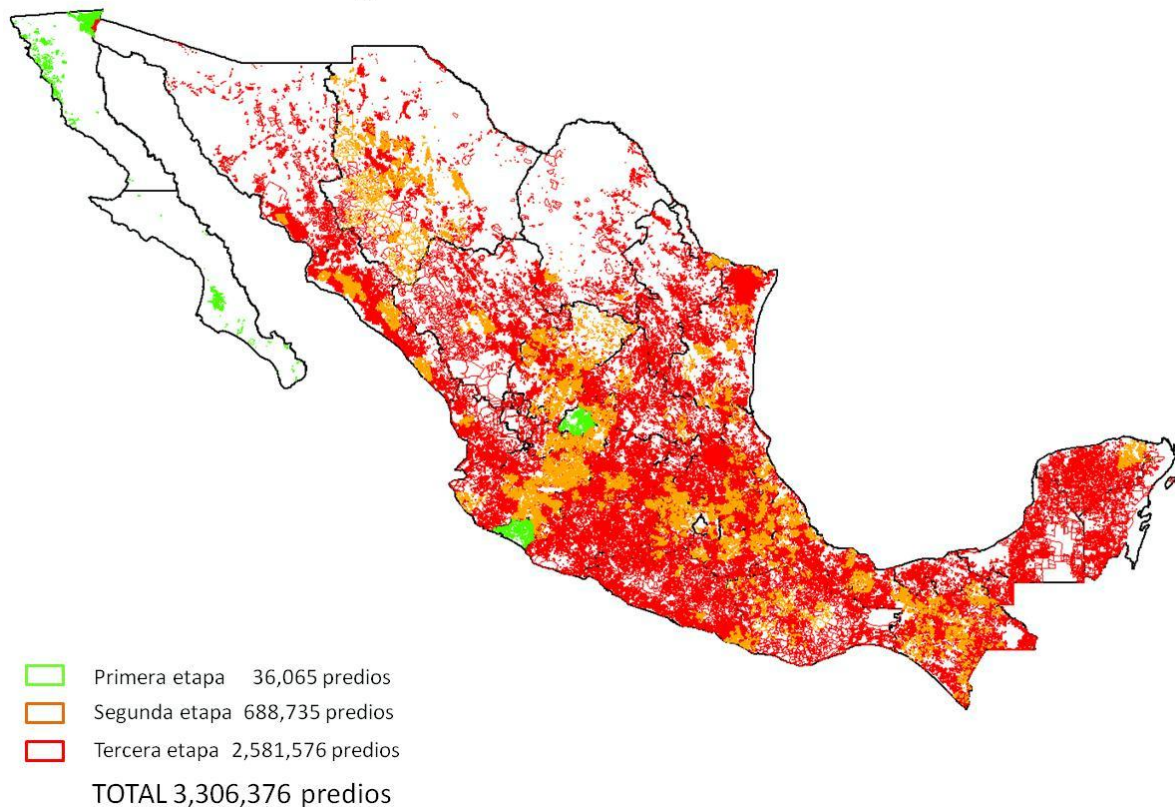 Primera etapa 36,065 predios
Segunda etapa 688,735 predios
Tercera etapa 2,581,576 predios
TOTAL 3,306,376 predios